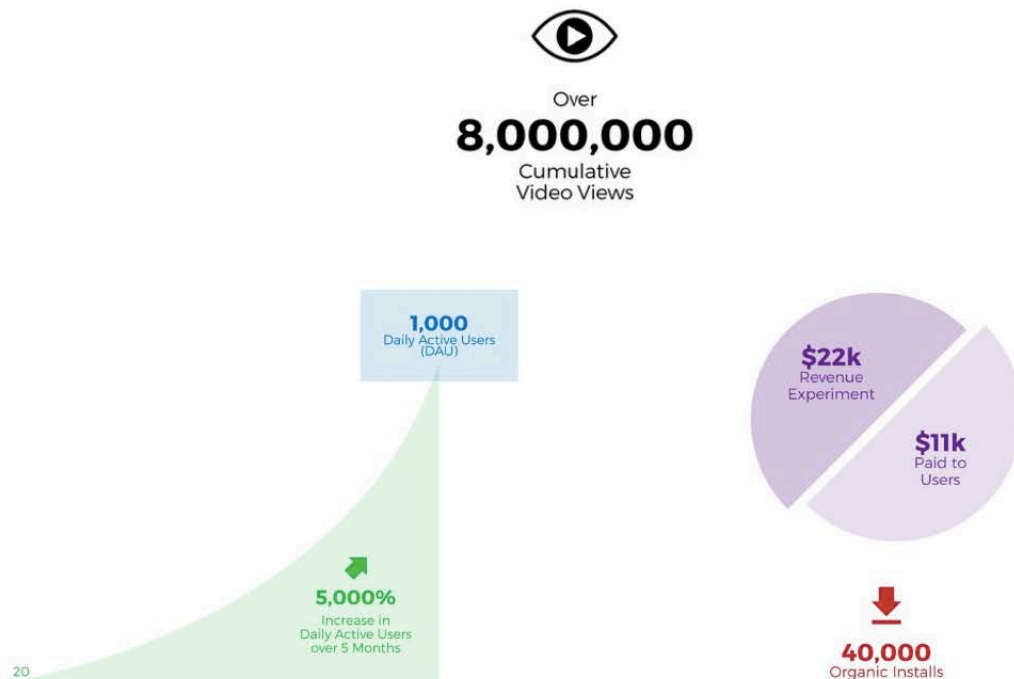 Over
8,000,000
Cumulative
Video Views
1,000
Daily Active Users
(DAU)
$22k
Revenue
Experiment
$11k
Paid to
Users
5,000%
Increase in
Daily Active Users
over 5 Months
20
40,000
Organic Installs